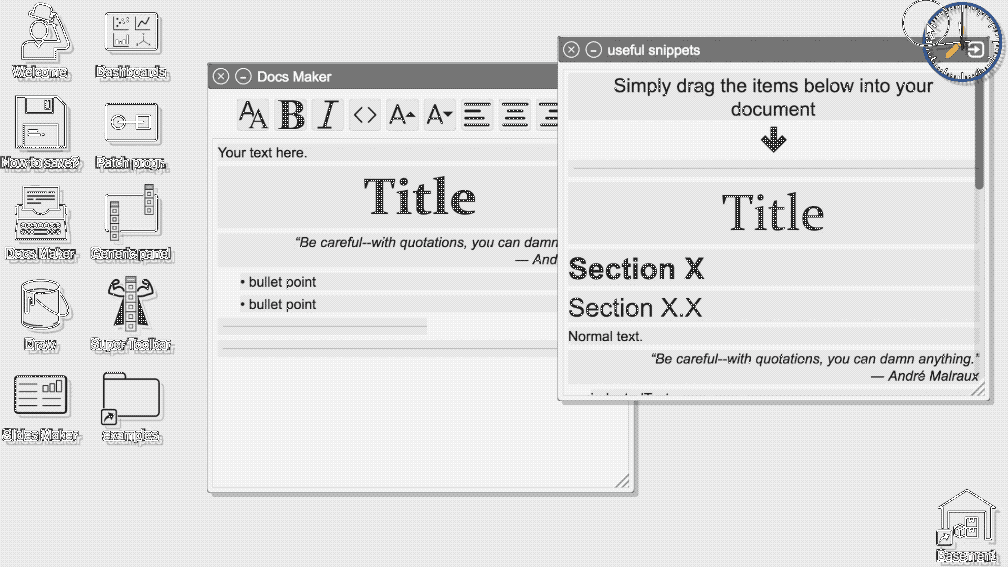 Welcome
Dashboards
How to save?
Patch progr.
Docs Maker
Generic panel
Draw
Super Toolbar
Slides Maker
examples
Docs Maker
AA B I <> A A
Your text here.
Title
“Be careful--with quotations, you can damn
— And
• bullet point
• bullet point
useful snippets
Simply drag the items below into your
document
Title
Section X
Section X.X
Normal text.
“Be careful--with quotations, you can damn anything.”
— André Malraux
Basement